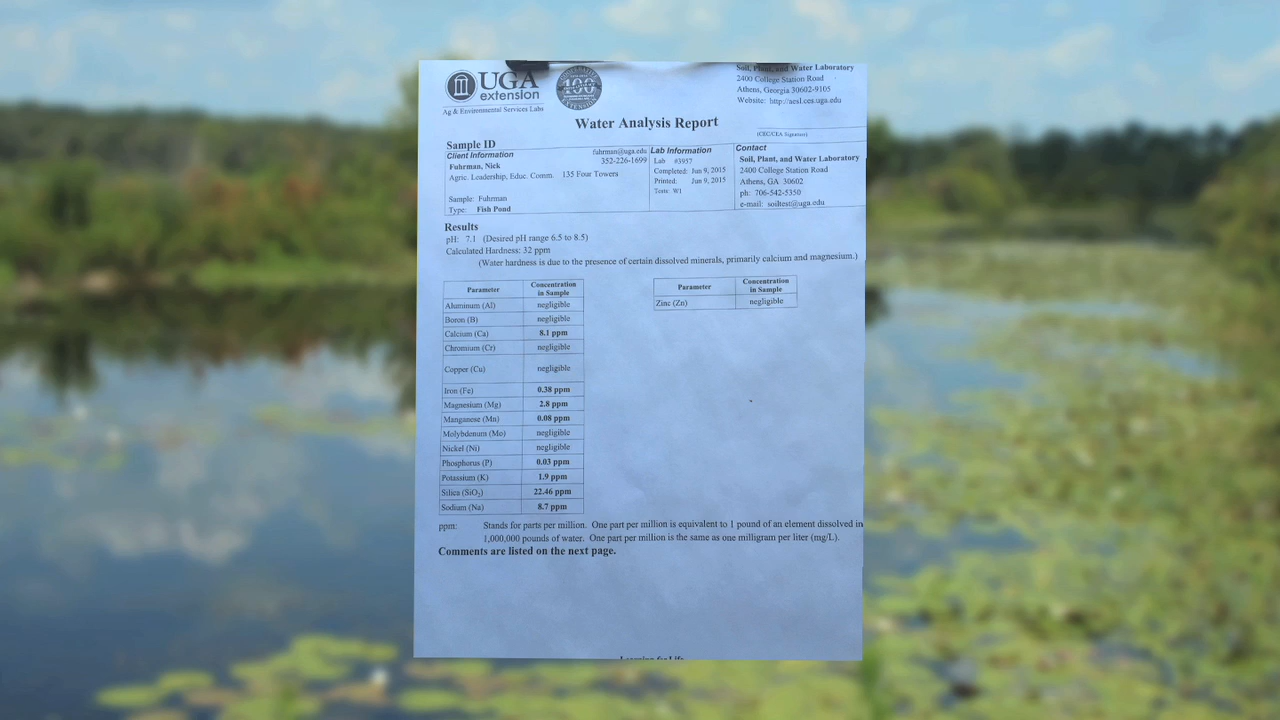 UGA
extension
Ag & Environmental Services Labs
100
EXTENSION
Soil, Plant, and Water Laboratory
2400 College Station Road
Athens, Georgia 30602-9105
Website: http://aesl.ces.uga.edu
Water Analysis Report
(CEC/CEA Signature)
Sample ID
Client Information
fuhrman@uga.edu
352-226-1699
Fuhrman, Nick
Agric. Leadership, Educ. Comm. 135 Four Towers
Sample: Fuhrman
Type: Fish Pond
Lab Information
Lab #3957
Completed: Jun 9, 2015
Printed: Jun 9, 2015
Tests: W1
Contact
Soil, Plant, and Water Laboratory
2400 College Station Road
Athens, GA 30602
ph: 706-542-5350
e-mail: soiltest@uga.edu
Results
pH: 7.1 (Desired pH range 6.5 to 8.5)
Calculated Hardness: 32 ppm
(Water hardness is due to the presence of certain dissolved minerals, primarily calcium and magnesium.)
Parameter Concentration in Sample
Aluminum (Al) negligible
Boron (B) negligible
Calcium (Ca) 8.1 ppm
Chromium (Cr) negligible
Copper (Cu) negligible
Iron (Fe) 0.38 ppm
Magnesium (Mg) 2.8 ppm
Manganese (Mn) 0.08 ppm
Molybdenum (Mo) negligible
Nickel (Ni) negligible
Phosphorus (P) 0.03 ppm
Potassium (K) 1.9 ppm
Silica (SiO2) 22.46 ppm
Sodium (Na) 8.7 ppm
Parameter Concentration in Sample
Zinc (Zn) negligible
ppm: Stands for parts per million. One part per million is equivalent to 1 pound of an element dissolved in
1,000,000 pounds of water. One part per million is the same as one milligram per liter (mg/L).
Comments are listed on the next page.
Learning for Life